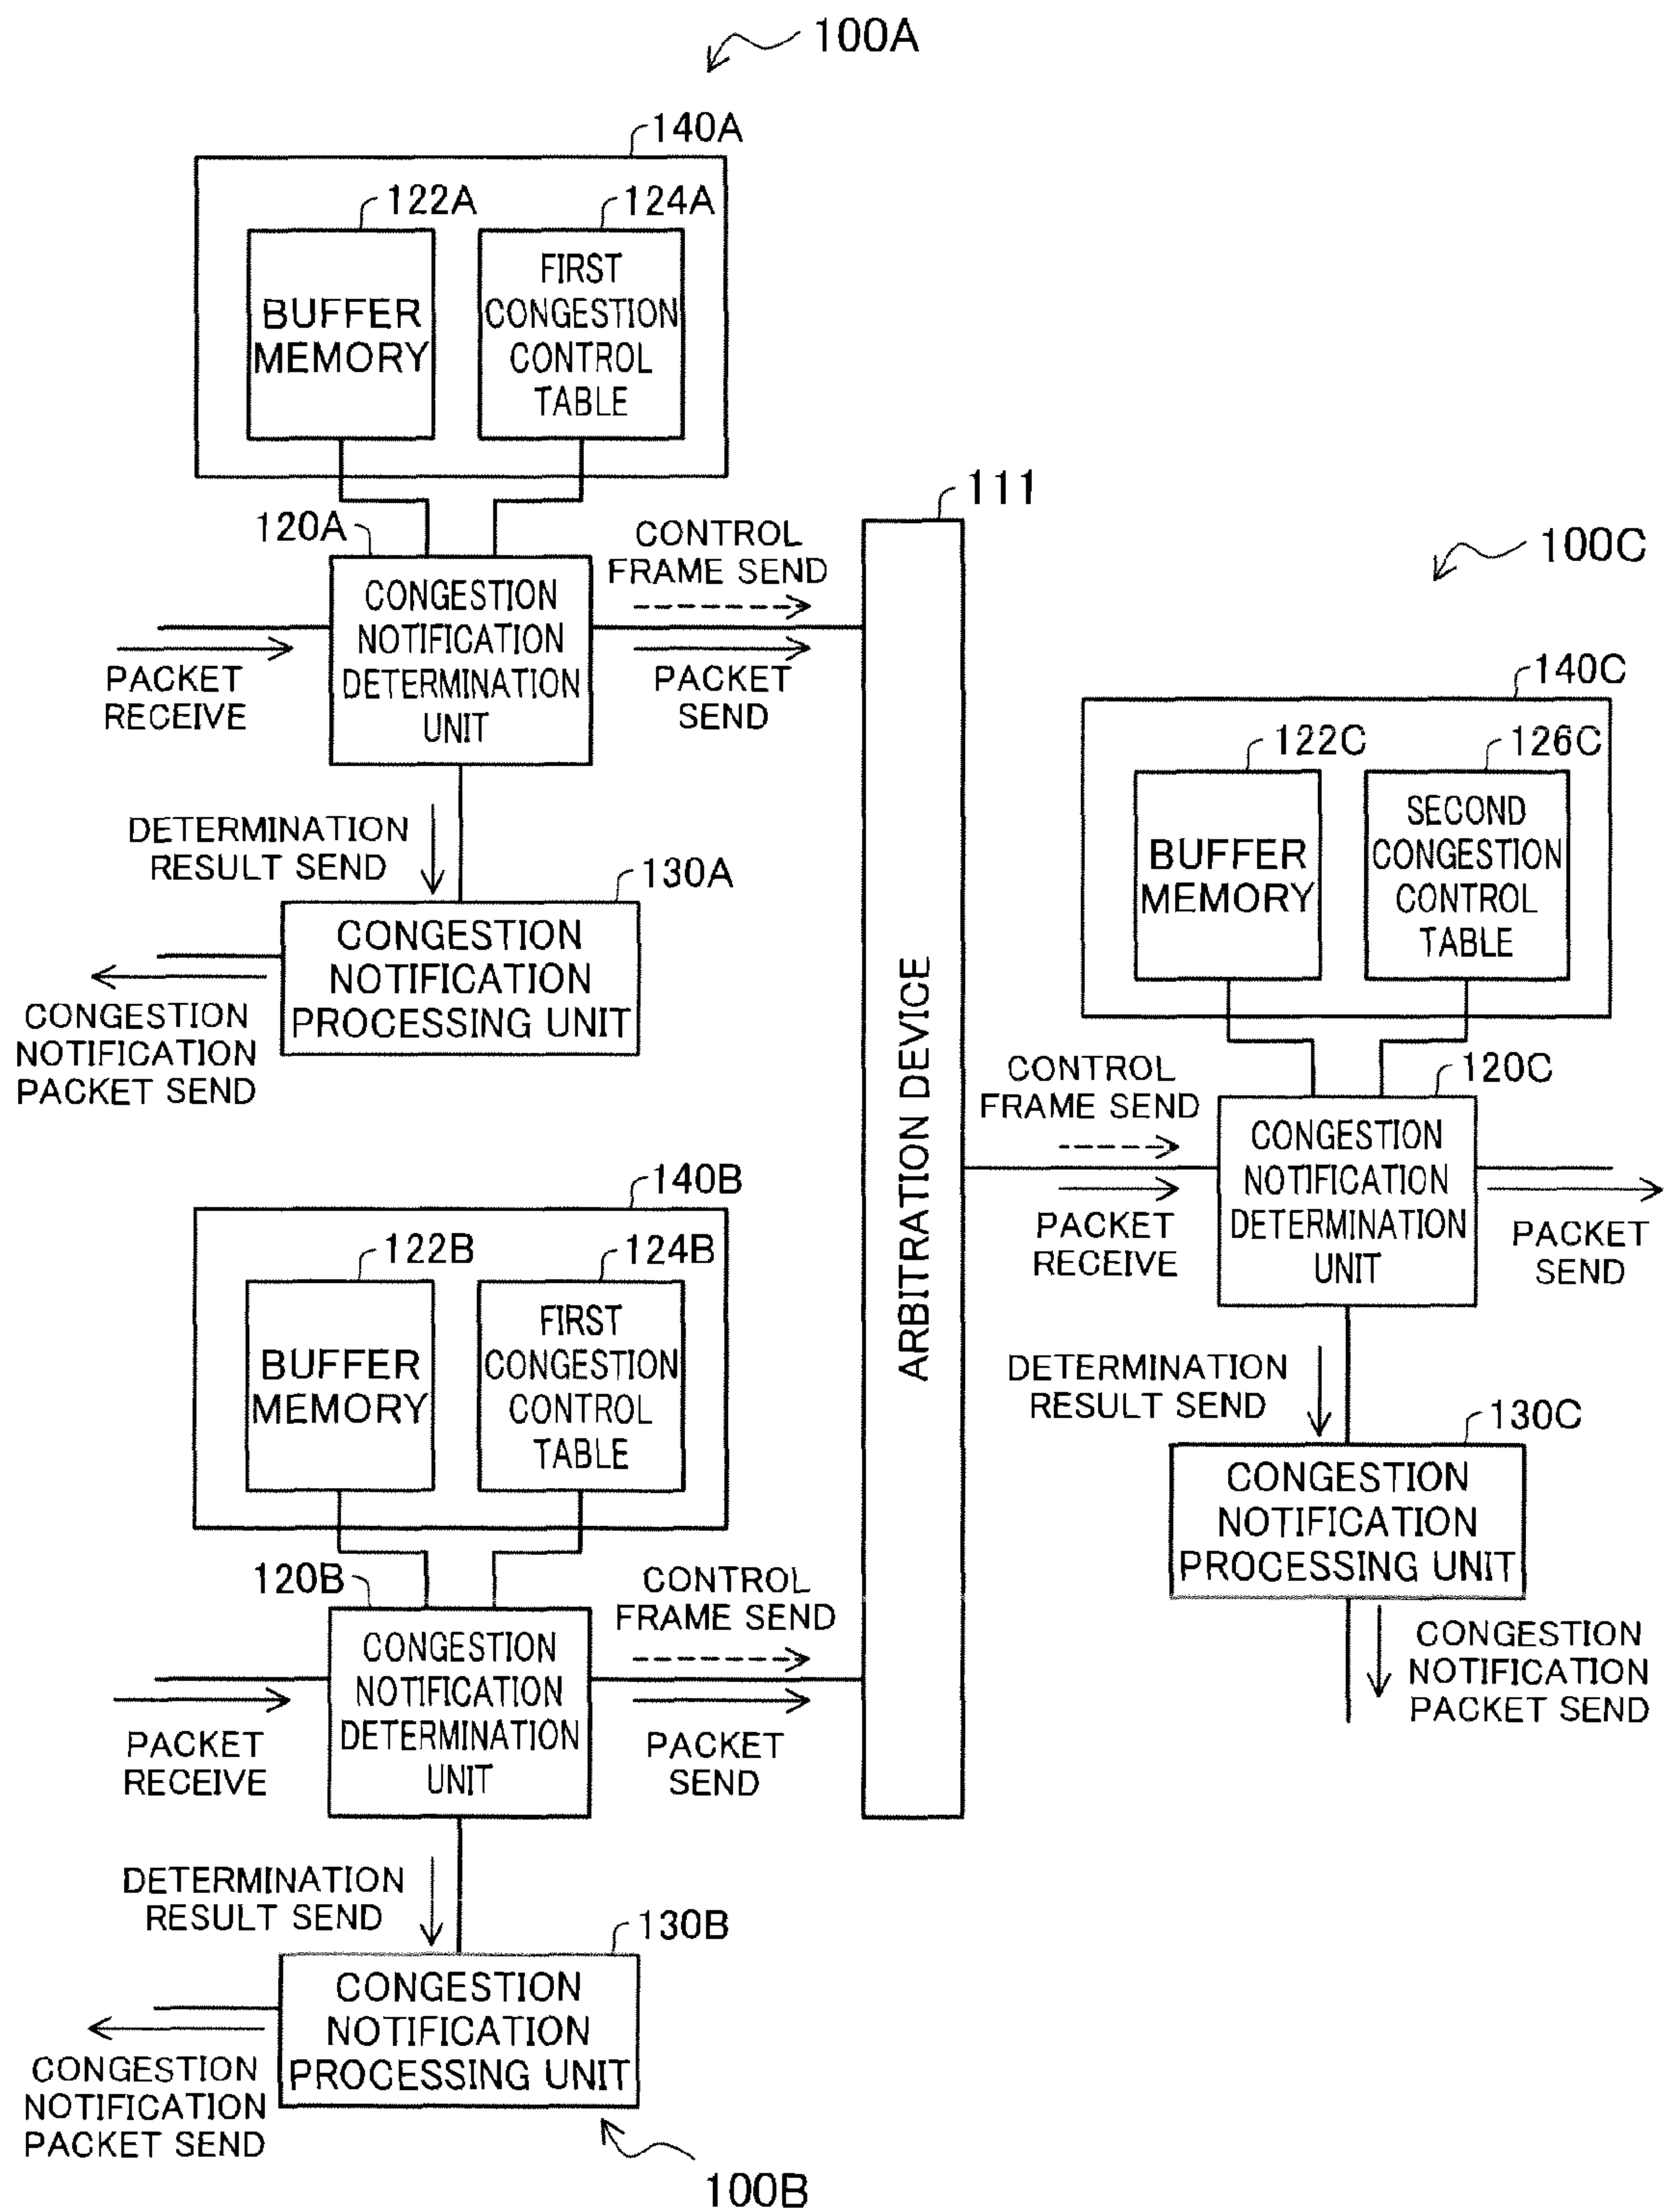 100A
140A
122A
124A
BUFFER
MEMORY
FIRST
CONGESTION
CONTROL
TABLE
120A
CONTROL
FRAME SEND
CONGESTION
NOTIFICATION
DETERMINATION
UNIT
PACKET
RECEIVE
PACKET
SEND
DETERMINATION
RESULT SEND
130A
CONGESTION
NOTIFICATION
PROCESSING UNIT
CONGESTION
NOTIFICATION
PACKET SEND
140B
122B
124B
BUFFER
MEMORY
FIRST
CONGESTION
CONTROL
TABLE
120B
CONTROL
FRAME SEND
CONGESTION
NOTIFICATION
DETERMINATION
UNIT
PACKET
RECEIVE
PACKET
SEND
DETERMINATION
RESULT SEND
130B
CONGESTION
NOTIFICATION
PROCESSING UNIT
CONGESTION
NOTIFICATION
PACKET SEND
100B
111
ARBITRATION DEVICE
100C
140C
122C
126C
BUFFER
MEMORY
SECOND
CONGESTION
CONTROL
TABLE
CONTROL
FRAME SEND
120C
CONGESTION
NOTIFICATION
DETERMINATION
UNIT
PACKET
RECEIVE
PACKET
SEND
DETERMINATION
RESULT SEND
130C
CONGESTION
NOTIFICATION
PROCESSING UNIT
CONGESTION
NOTIFICATION
PACKET SEND